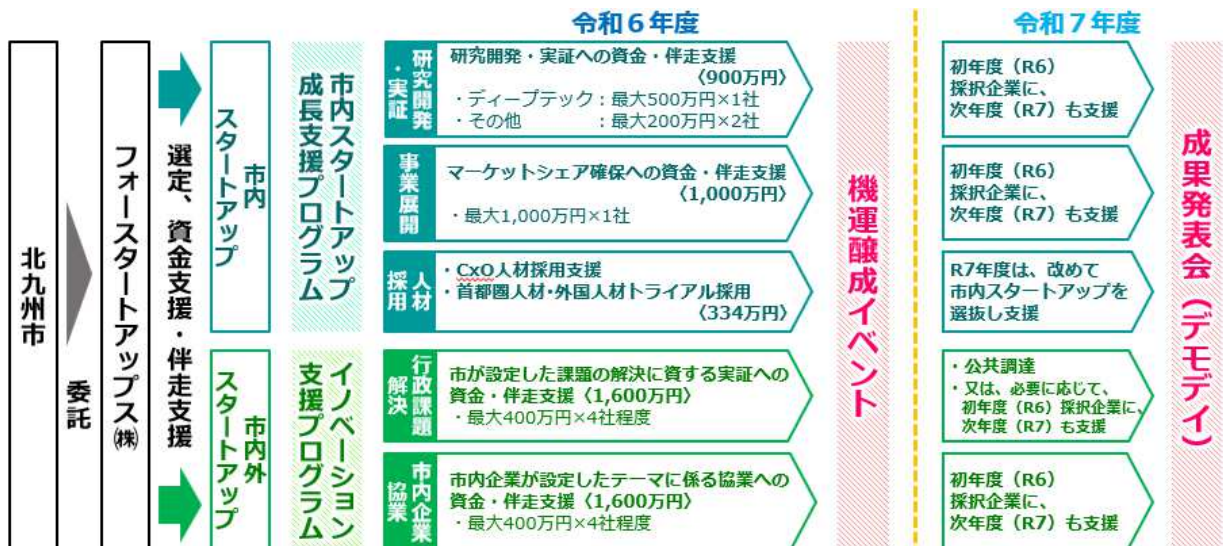 令和６年度
令和７年度
北九州市
委託
フォースタートアップス㈱
選定、資金支援・伴走支援
市内
スタートアップ
市内スタートアップ
成長支援プログラム
研究開発
・実証
研究開発・実証への資金・伴走支援
〈900万円〉
・ディープテック：最大500万円×1社
・その他　　　　：最大200万円×2社
初年度（R6）
採択企業に、
次年度（R7）も支援
事業展開
マーケットシェア確保への資金・伴走支援
〈1,000万円〉
・最大1,000万円×1社
初年度（R6）
採択企業に、
次年度（R7）も支援
人材
採用
・CxO人材採用支援
・首都圏人材・外国人材トライアル採用
〈334万円〉
R7年度は、改めて
市内スタートアップを
選抜し支援
市内外
スタートアップ
イノベーション
支援プログラム
行政課題
解決
市が設定した課題の解決に資する実証への
資金・伴走支援〈1,600万円〉
・最大400万円×4社程度
・公共調達
・又は、必要に応じて、
初年度（R6）採択企業に、
次年度（R7）も支援
市内企業
協業
市内企業が設定したテーマに係る協業への
資金・伴走支援〈1,600万円〉
・最大400万円×4社程度
初年度（R6）
採択企業に、
次年度（R7）も支援
機運醸成イベント
成果発表会（デモデイ）